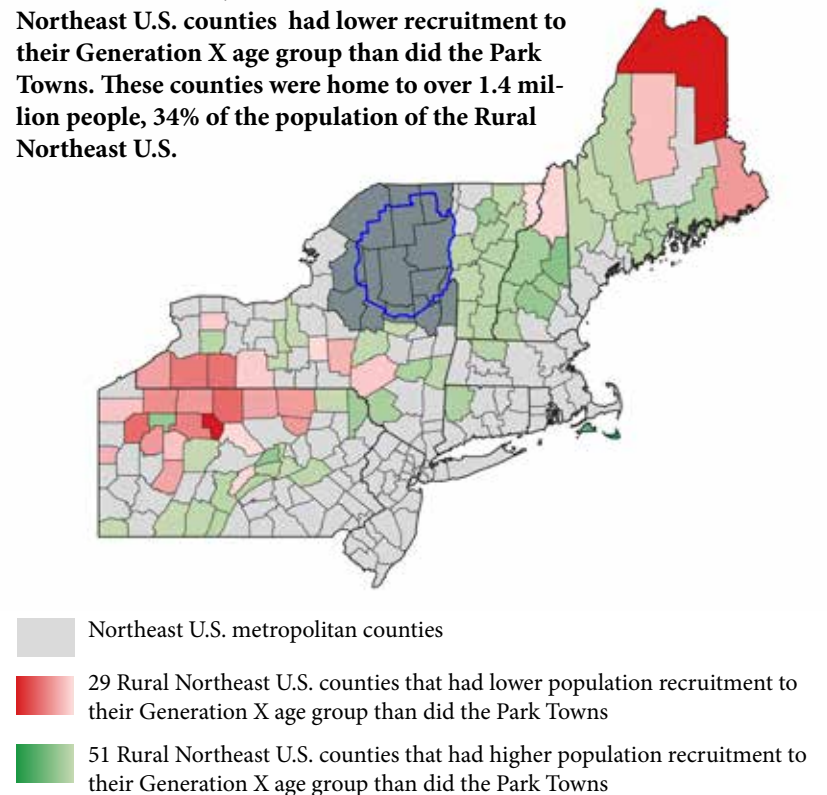 Northeast U.S. counties had lower recruitment to
their Generation X age group than did the Park
Towns. These counties were home to over 1.4 mil-
lion people, 34% of the population of the Rural
Northeast U.S.
Northeast U.S. metropolitan counties
29 Rural Northeast U.S. counties that had lower population recruitment to
their Generation X age group than did the Park Towns
51 Rural Northeast U.S. counties that had higher population recruitment to
their Generation X age group than did the Park Towns